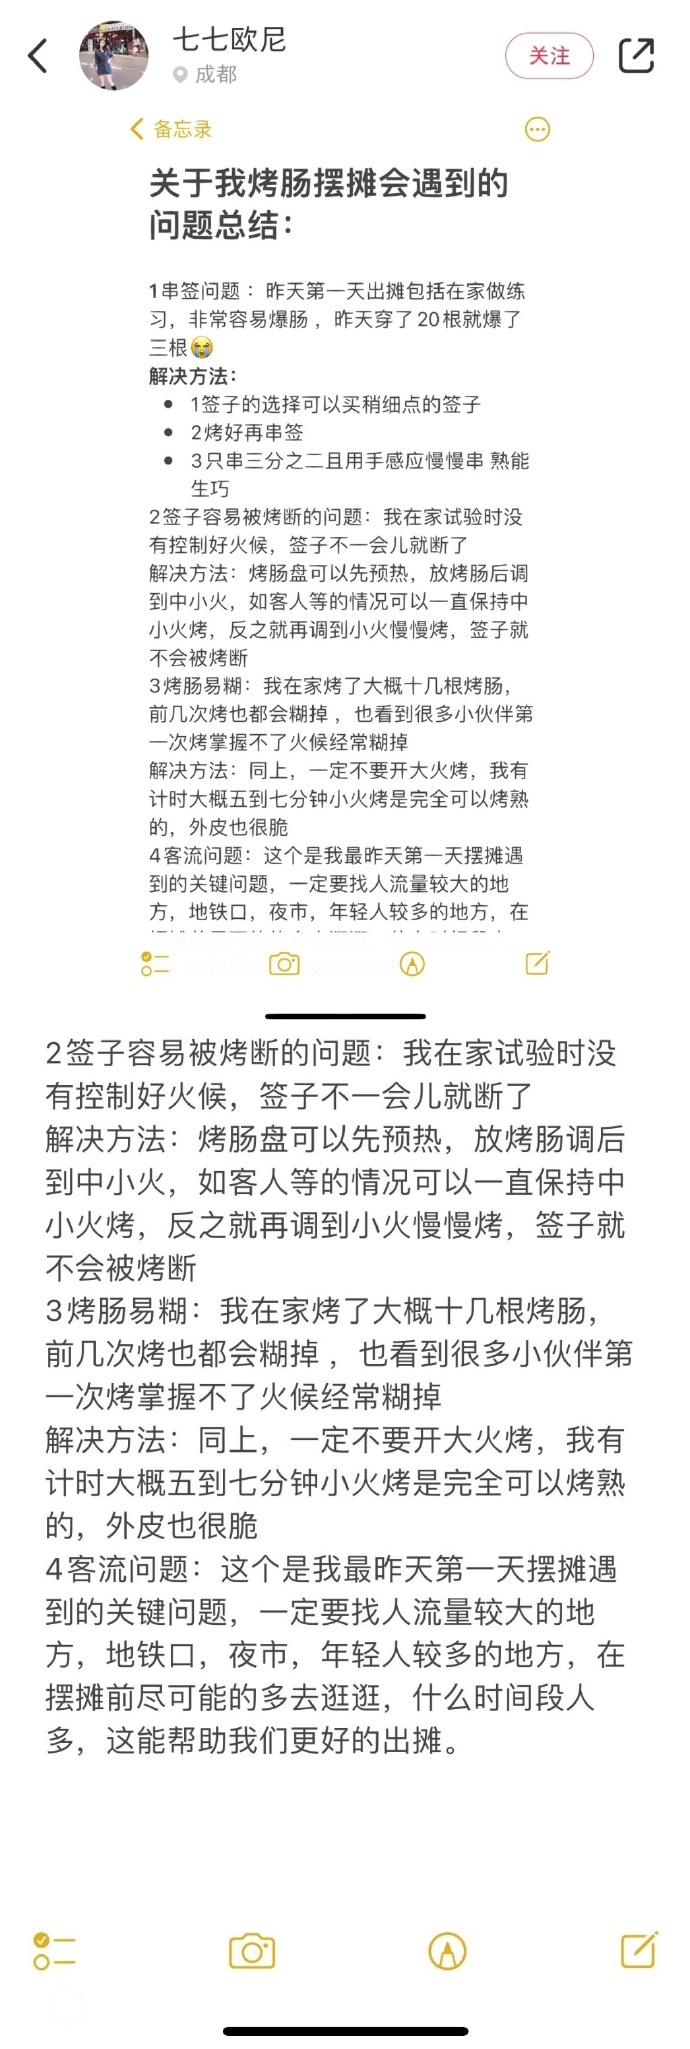 七七欧尼
成都
关注
备忘录
关于我烤肠摆摊会遇到的
问题总结：
1串签问题 ：昨天第一天出摊包括在家做练
习，非常容易爆肠 ，昨天穿了20根就爆了
三根😭
解决方法：
• 1签子的选择可以买稍细点的签子
• 2烤好再串签
• 3只串三分之二且用手感应慢慢串 熟能
生巧
2签子容易被烤断的问题：我在家试验时没
有控制好火候，签子不一会儿就断了
解决方法：烤肠盘可以先预热，放烤肠后调
到中小火，如客人等的情况可以一直保持中
小火烤，反之就再调到小火慢慢烤，签子就
不会被烤断
3烤肠易糊：我在家烤了大概十几根烤肠，
前几次烤也都会糊掉 ，也看到很多小伙伴第
一次烤掌握不了火候经常糊掉
解决方法：同上，一定不要开大火烤，我有
计时大概五到七分钟小火烤是完全可以烤熟
的，外皮也很脆
4客流问题：这个是我最昨天第一天摆摊遇
到的关键问题，一定要找人流量较大的地
方，地铁口，夜市，年轻人较多的地方，在
2签子容易被烤断的问题：我在家试验时没
有控制好火候，签子不一会儿就断了
解决方法：烤肠盘可以先预热，放烤肠调后
到中小火，如客人等的情况可以一直保持中
小火烤，反之就再调到小火慢慢烤，签子就
不会被烤断
3烤肠易糊：我在家烤了大概十几根烤肠，
前几次烤也都会糊掉 ，也看到很多小伙伴第
一次烤掌握不了火候经常糊掉
解决方法：同上，一定不要开大火烤，我有
计时大概五到七分钟小火烤是完全可以烤熟
的，外皮也很脆
4客流问题：这个是我最昨天第一天摆摊遇
到的关键问题，一定要找人流量较大的地
方，地铁口，夜市，年轻人较多的地方，在
摆摊前尽可能的多去逛逛，什么时间段人
多，这能帮助我们更好的出摊。